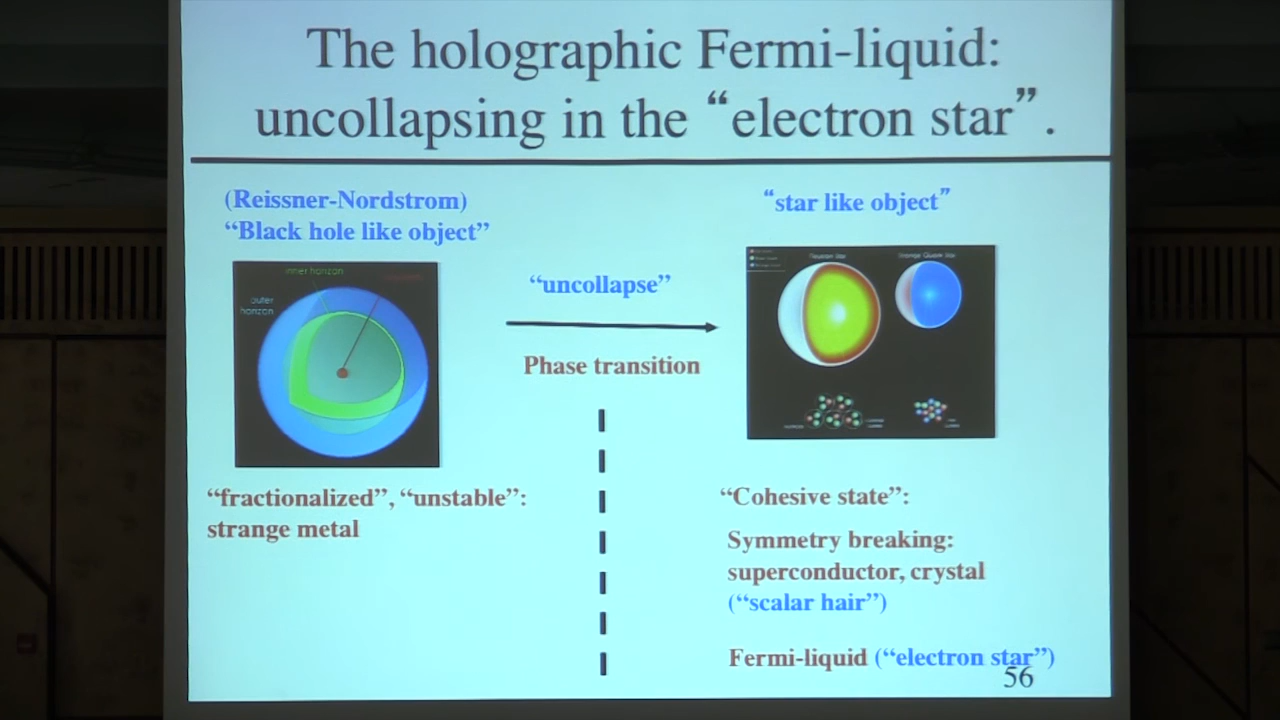 The holographic Fermi-liquid:
uncollapsing in the “electron star”.
(Reissner-Nordstrom)
“Black hole like object”
“star like object”
inner horizon
outer
horizon
“uncollapse”
Phase transition
“fractionalized”, “unstable”:
strange metal
“Cohesive state”:
Symmetry breaking:
superconductor, crystal
(“scalar hair”)
Fermi-liquid (“electron star”)
56